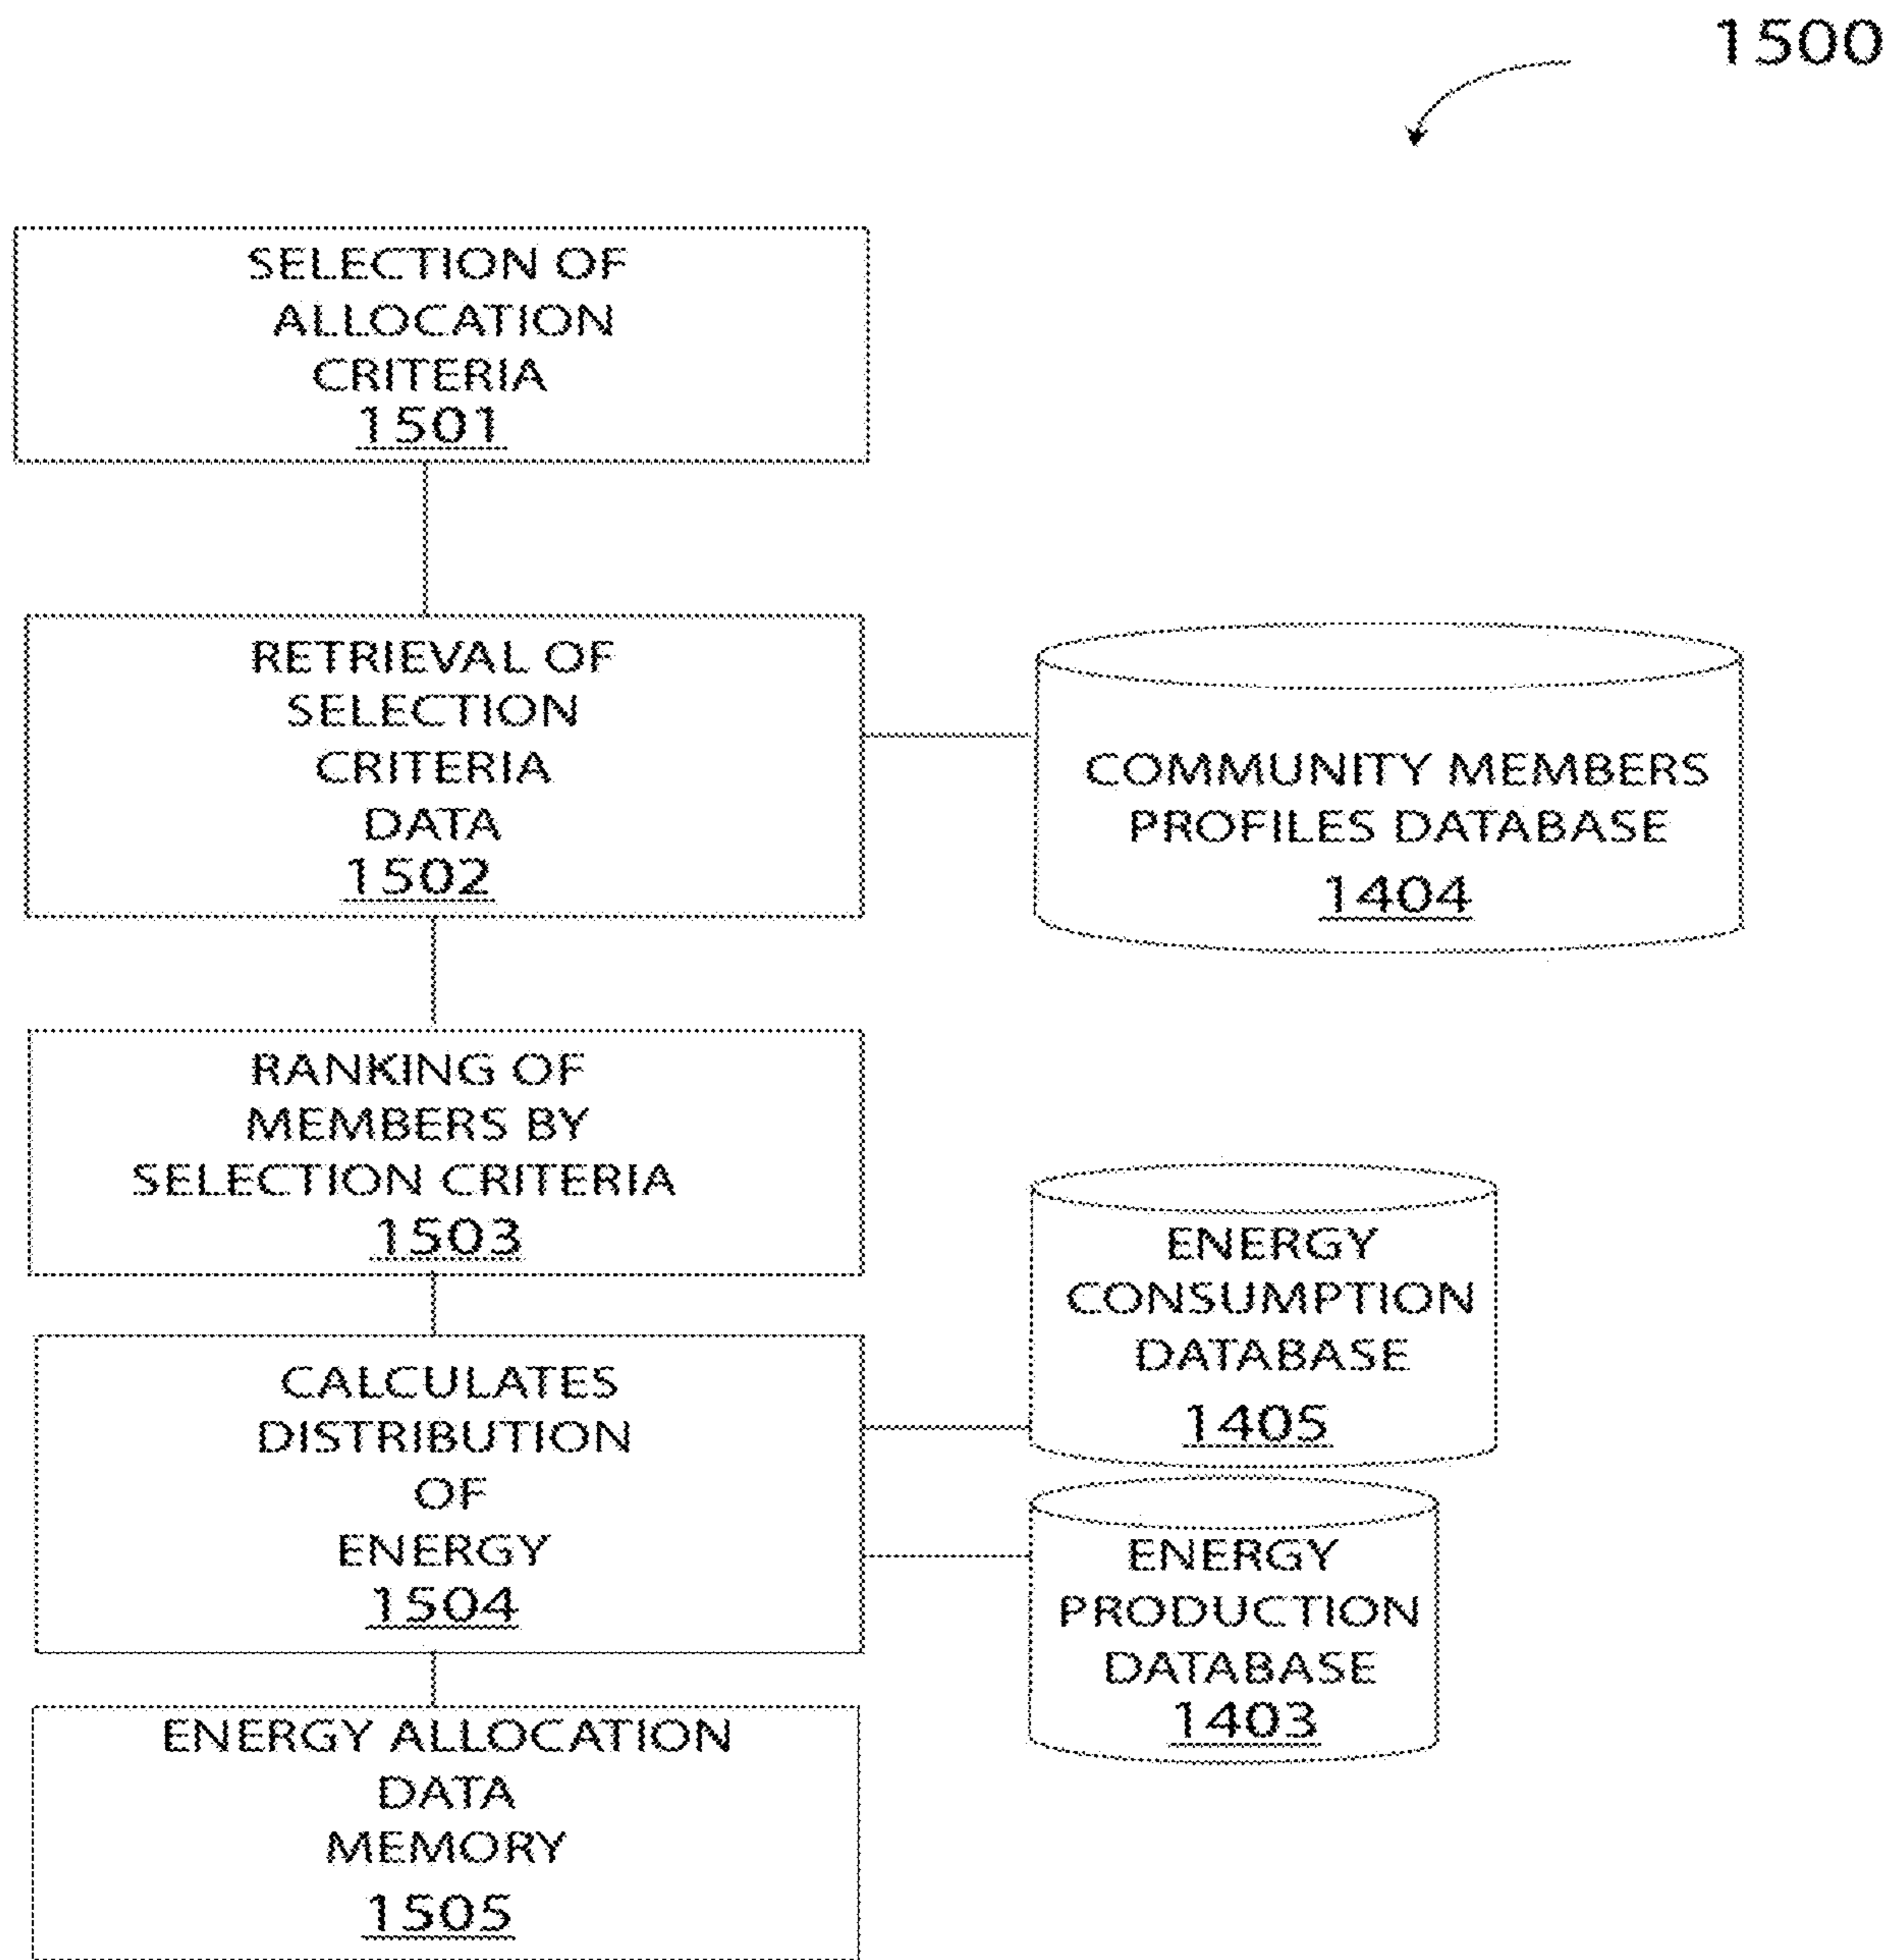 1500
SELECTION OF
ALLOCATION
CRITERIA
1501
RETRIEVAL OF
SELECTION
CRITERIA
DATA
1502
COMMUNITY MEMBERS
PROFILES DATABASE
1404
RANKING OF
MEMBERS BY
SELECTION CRITERIA
1503
ENERGY
CONSUMPTION
DATABASE
1405
CALCULATES
DISTRIBUTION
OF
ENERGY
1504
ENERGY
PRODUCTION
DATABASE
1403
ENERGY ALLOCATION
DATA
MEMORY
1505